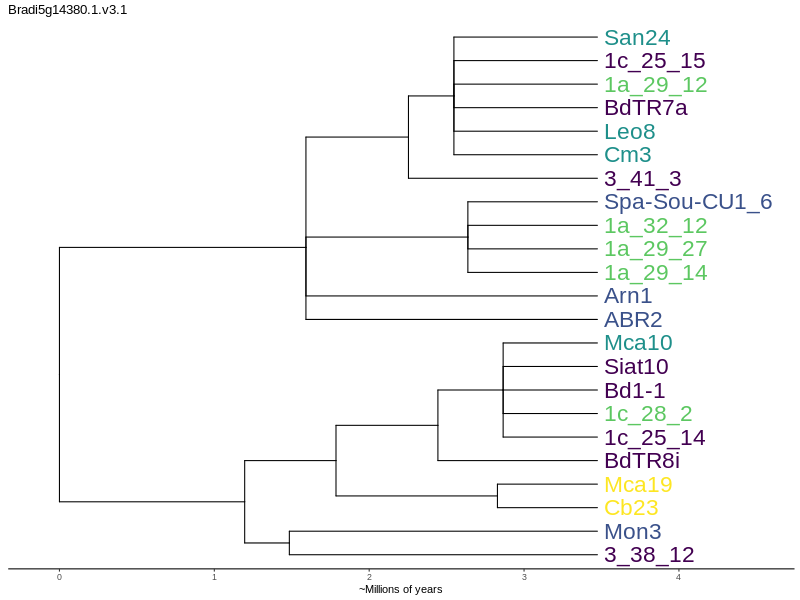 Bradi5g14380.1.v3.1
San24
1c_25_15
1a_29_12
BdTR7a
Leo8
Cm3
3_41_3
Spa-Sou-CU1_6
1a_32_12
1a_29_27
1a_29_14
Arn1
ABR2
Mca10
Siat10
Bd1-1
1c_28_2
1c_25_14
BdTR8i
Mca19
Cb23
Mon3
3_38_12
0 1 2 3 4
~Millions of years